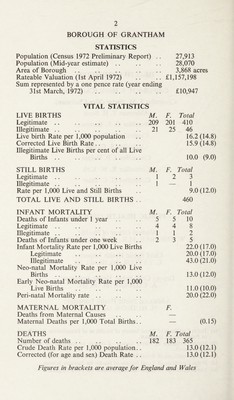 2
BOROUGH OF GRANTHAM
STATISTICS
Population (Census 1972 Preliminary Report) .. 27,913
Population (Mid-year estimate) .. .. .. 28,070
Area of Borough .. .. .. .. .. 3,868 acres
Rateable Valuation (1st April 1972) .. .. £1,157,198
Sum represented by a one pence rate (year ending
31st March, 1972) .. .. .. .. £10,947
VITAL STATISTICS
LIVE BIRTHS M. F. Total
Legitimate .. .. .. .. .. 209 201 410
Illegitimate .. .. .. .. .. 21 25 46
Live birth Rate per 1,000 population .. 16.2 (14.8)
Corrected Live Birth Rate .. .. .. 15.9 (14.8)
Illegitimate Live Births per cent of all Live
Births .. .. .. .. .. 10.0 (9.0)
STILL BIRTHS M. F. Total
Legitimate .. .. .. .. .. 1 2 3
Illegitimate .. .. .. .. .. 1 — 1
Rate per 1,000 Live and Still Births .. 9.0 (12.0)
TOTAL LIVE AND STILL BIRTHS .. 460
INFANT MORTALITY M. F. Total
Deaths of Infants under 1 year .. .. 5 5 10
Legitimate .. .. .. .. .. 4 4 8
Illegitimate .. .. .. .. .. 1 1 2
Deaths of Infants under one week 2 3 5
Infant Mortality Rate per 1,000 Live Births 22.0 (17.0)
Legitimate .. .. .. .. 20.0 (17.0)
Illegitimate .. .. .. .. 43.0 (21.0)
Neo-natal Mortality Rate per 1,000 Live
Births .. .. .. .. .. 13.0 (12.0)
Early Neo-natal Mortality Rate per 1,000
Live Births .. .. .. .. 11.0 (10.0)
Peri-natal Mortality rate .. .. .. 20.0 (22.0)
MATERNAL MORTALITY F.
Deaths from Maternal Causes .. .. —
Maternal Deaths per 1,000 Total Births .. — (0.15)
DEATHS M. F. Total
Number of deaths .. .. .. .. 182 183 365
Crude Death Rate per 1,000 population .. 13.0 (12.1)
Corrected (for age and sex) Death Rate .. 13.0 (12.1)
Figures in brackets are average for England and Wales